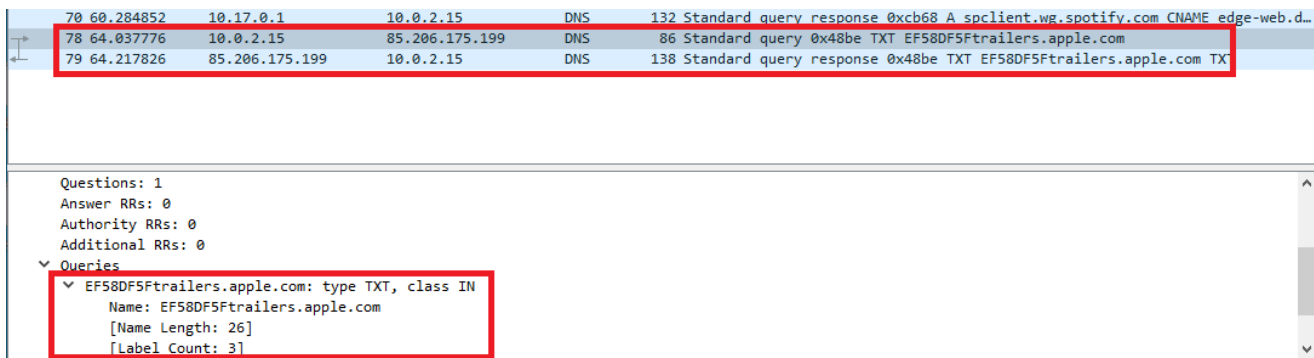 70 60.284852 10.17.0.1 10.0.2.15 DNS 132 Standard query response 0xcb68 A spclient.wg.spotify.com CNAME edge-web.d…
78 64.037776 10.0.2.15 85.206.175.199 DNS 86 Standard query 0x48be TXT EF58DF5Ftrailers.apple.com
79 64.217826 85.206.175.199 10.0.2.15 DNS 138 Standard query response 0x48be TXT EF58DF5Ftrailers.apple.com TXT
Questions: 1
Answer RRs: 0
Authority RRs: 0
Additional RRs: 0
Queries
EF58DF5Ftrailers.apple.com: type TXT, class IN
Name: EF58DF5Ftrailers.apple.com
[Name Length: 26]
[Label Count: 3]